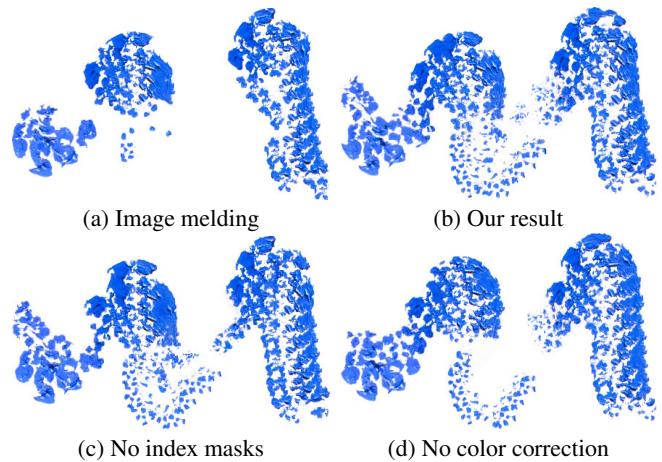 (a) Image melding
(b) Our result
(c) No index masks
(d) No color correction